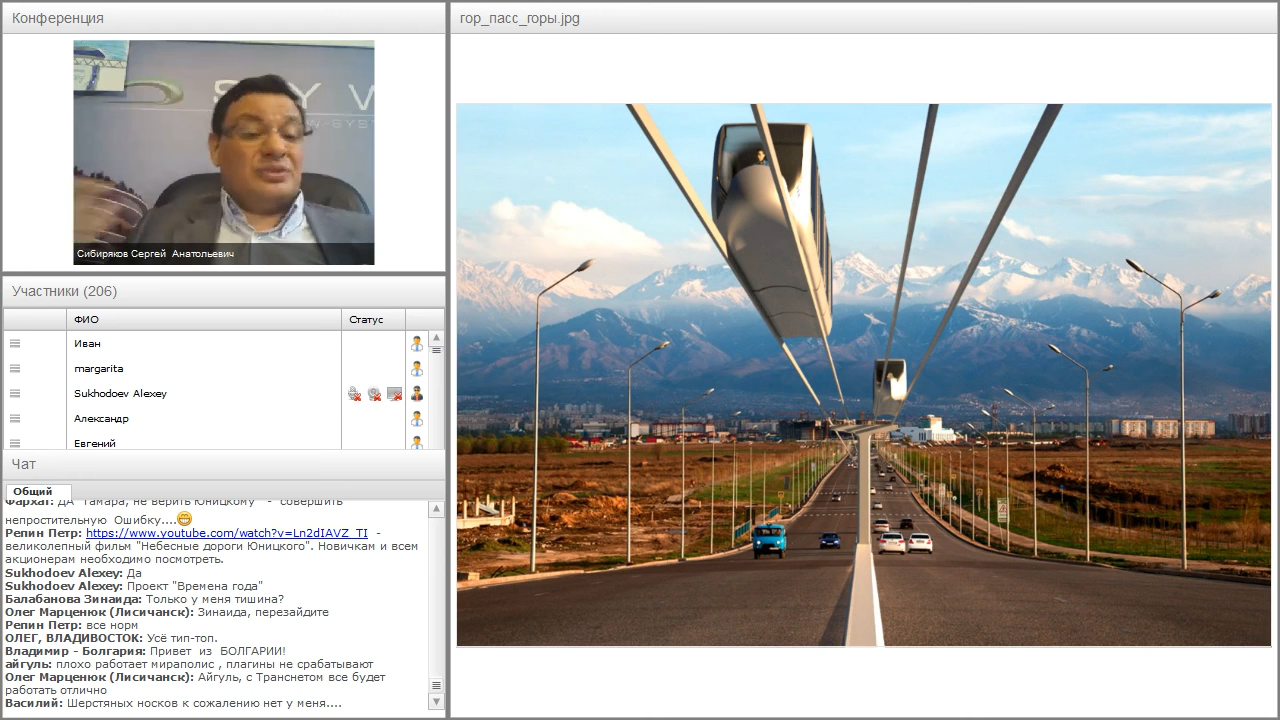 Конференция
SKY W
Сибиряков Сергей Анатольевич
Участники (206)
ФИО Статус
Иван
margarita
Sukhodoev Alexey
Александр
Евгений
Чат
Общий
Фархат: ДА Тамара, не верить Юницкому - совершить
непростительную Ошибку....
Репин Петр: https://www.youtube.com/watch?v=Ln2dIAVZ_TI -
великолепный фильм "Небесные дороги Юницкого". Новичкам и всем
акционерам необходимо посмотреть.
Sukhodoev Alexey: Да
Sukhodoev Alexey: Проект "Времена года"
Балабанова Зинаида: Только у меня тишина?
Олег Марценюк (Лисичанск): Зинаида, перезайдите
Репин Петр: все норм
ОЛЕГ, ВЛАДИВОСТОК: Усё тип-топ.
Владимир - Болгария: Привет из БОЛГАРИИ!
айгуль: плохо работает мираполис , плагины не срабатывают
Олег Марценюк (Лисичанск): Айгуль, с Транснетом все будет
работать отлично
Василий: Шерстяных носков к сожалению нет у меня....
гор_пасс_горы.jpg